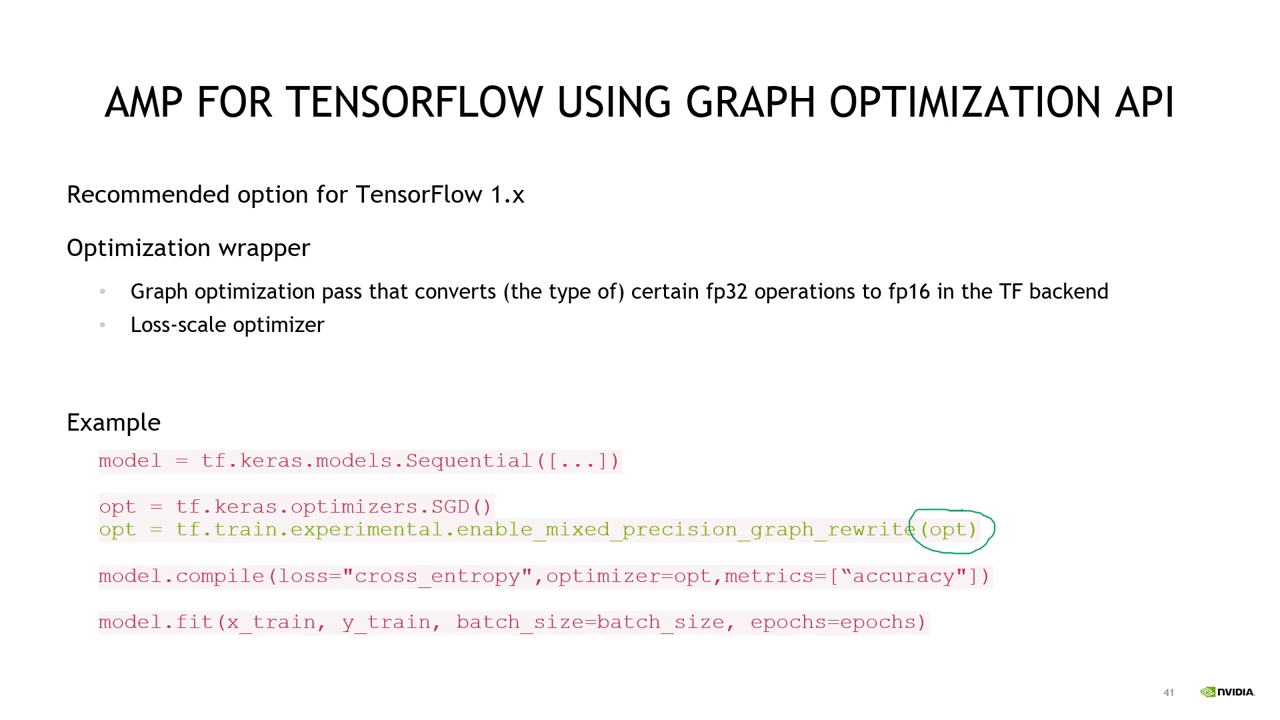 AMP FOR TENSORFLOW USING GRAPH OPTIMIZATION API
Recommended option for TensorFlow 1.x
Optimization wrapper
• Graph optimization pass that converts (the type of) certain fp32 operations to fp16 in the TF backend
• Loss-scale optimizer
Example
model = tf.keras.models.Sequential([...])
opt = tf.keras.optimizers.SGD()
opt = tf.train.experimental.enable_mixed_precision_graph_rewrite(opt)
model.compile(loss="cross_entropy",optimizer=opt,metrics=[“accuracy"])
model.fit(x_train, y_train, batch_size=batch_size, epochs=epochs)
41 NVIDIA.